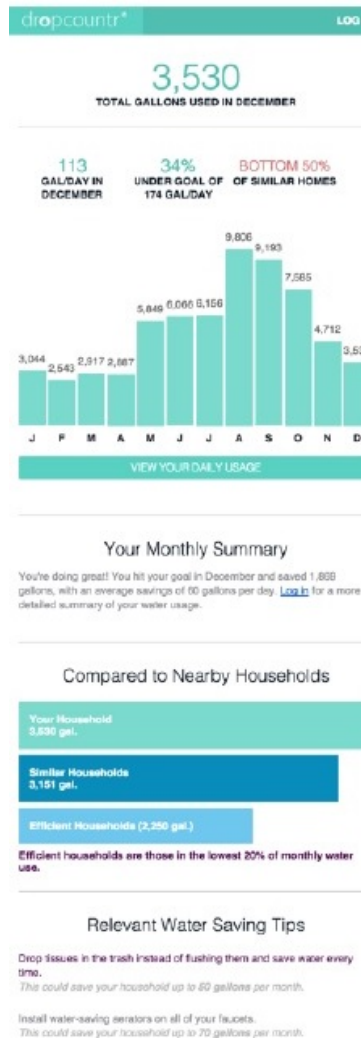 dropcountr
LOG
3,530
TOTAL GALLONS USED IN DECEMBER
113
GAL/DAY IN
DECEMBER
34%
UNDER GOAL OF
174 GAL/DAY
BOTTOM 50%
OF SIMILAR HOMES
3,044 2,543 2,917 2,887 5,849 6,066 6,156 9,806 9,193 7,565 4,712 3,53
J F M A M J J A S O N D
VIEW YOUR DAILY USAGE
Your Monthly Summary
You're doing great! You hit your goal in December and saved 1,868
gallons, with an average savings of 60 gallons per day. Log in for a more
detailed summary of your water usage.
Compared to Nearby Households
Your Household
3,530 gal.
Similar Households
3,151 gal.
Efficient Households (2,250 gal.)
Efficient households are those in the lowest 20% of monthly water
use.
Relevant Water Saving Tips
Drop tissues in the trash instead of flushing them and save water every
time.
This could save your household up to 60 gallons per month.
Install water-saving aerators on all of your faucets.
This could save your household up to 70 gallons per month.